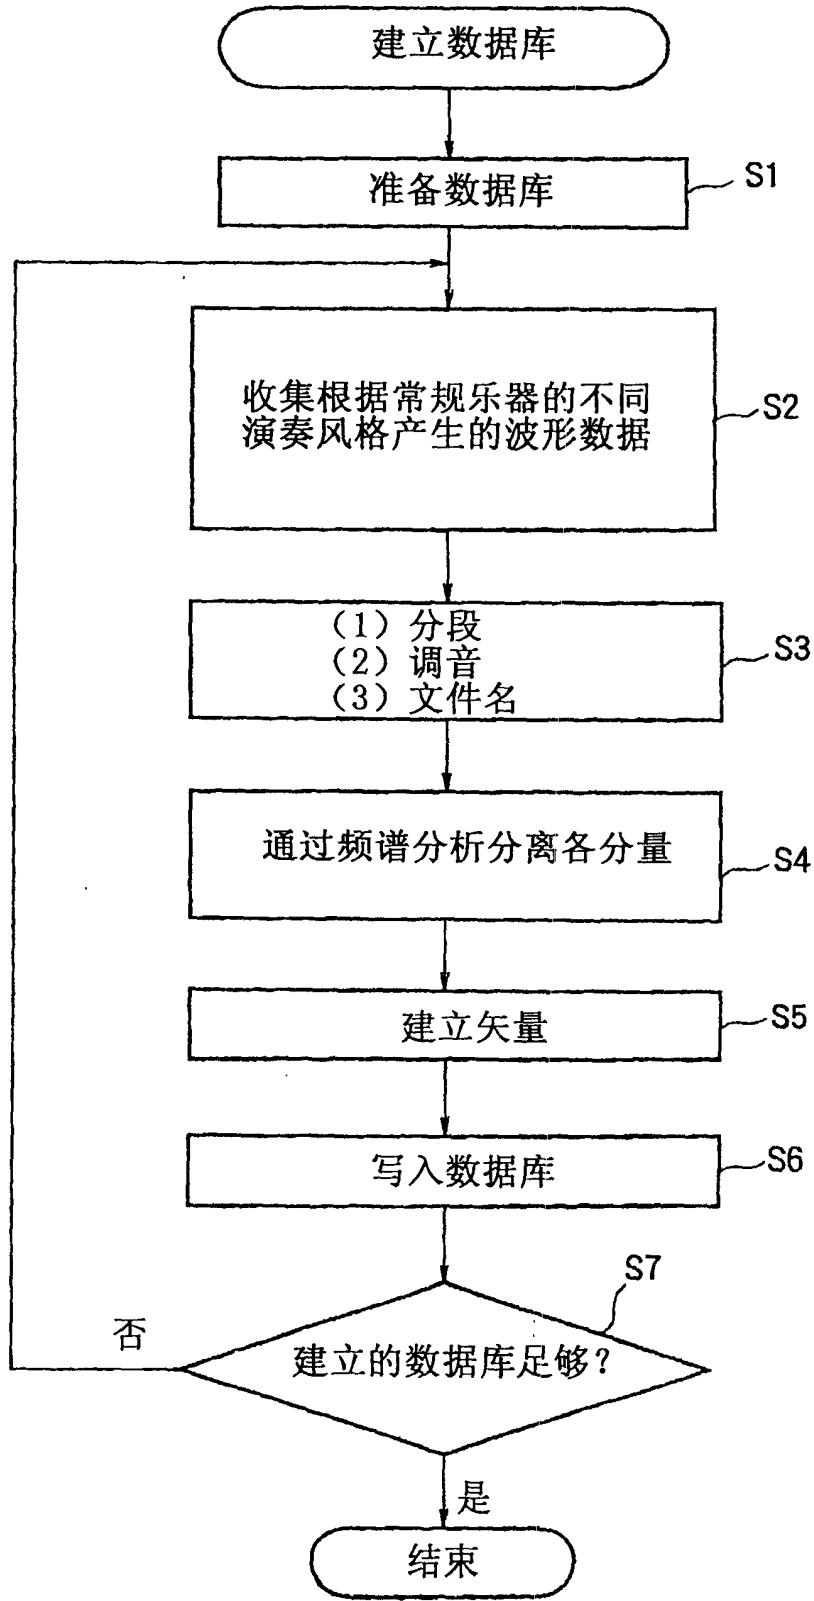 建立数据库
准备数据库
S1
收集根据常规乐器的不同
演奏风格产生的波形数据
S2
(1) 分段
(2) 调音
(3) 文件名
S3
通过频谱分析分离各分量
S4
建立矢量
S5
写入数据库
S6
S7
建立的数据库足够?
否
是
结束